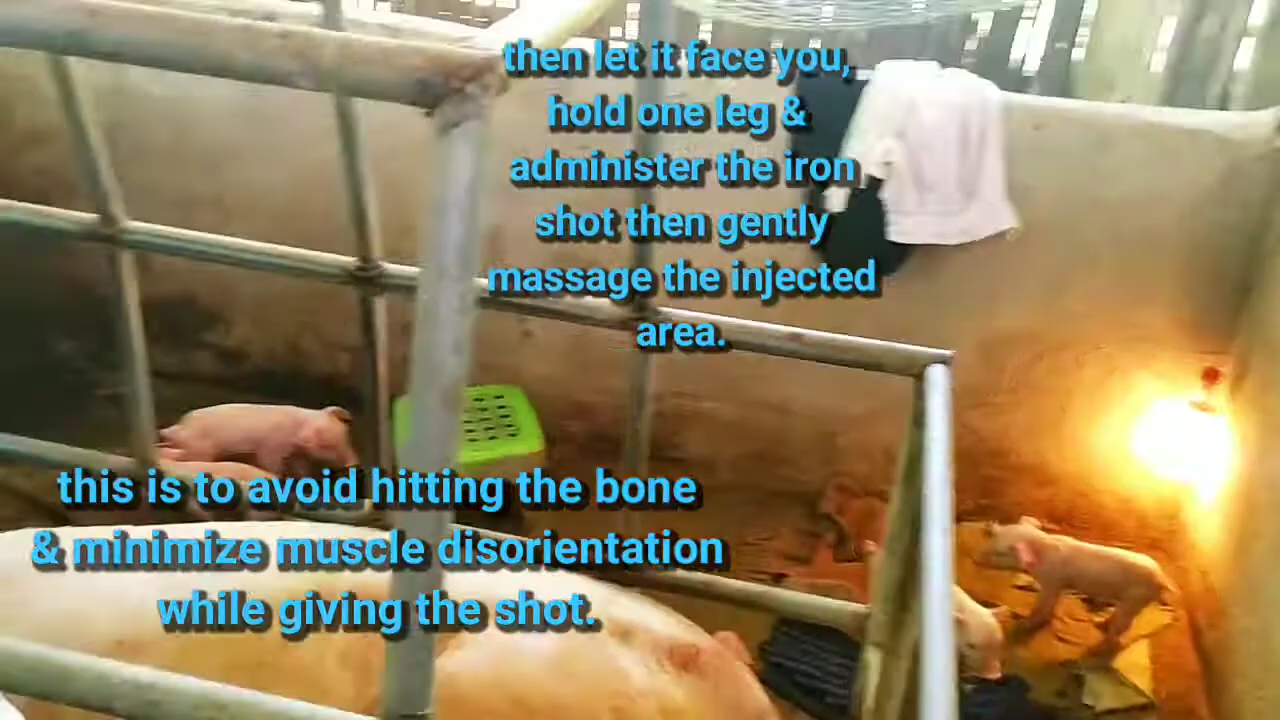 then let it face you,
hold one leg &
administer the iron
shot then gently
massage the injected
area.
this is to avoid hitting the bone
& minimize muscle disorientation
while giving the shot.